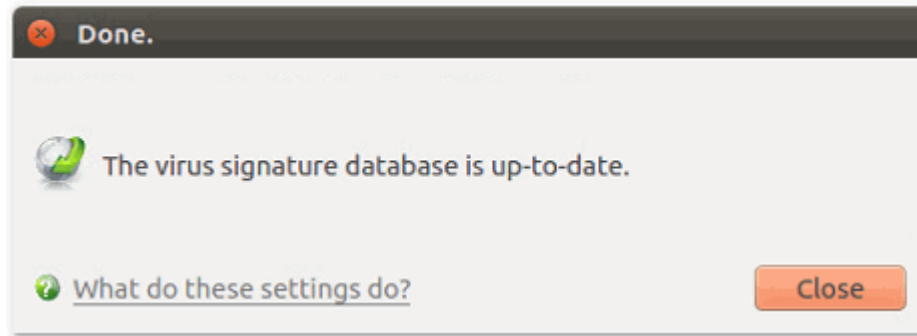 Done.
The virus signature database is up-to-date.
What do these settings do?
Close